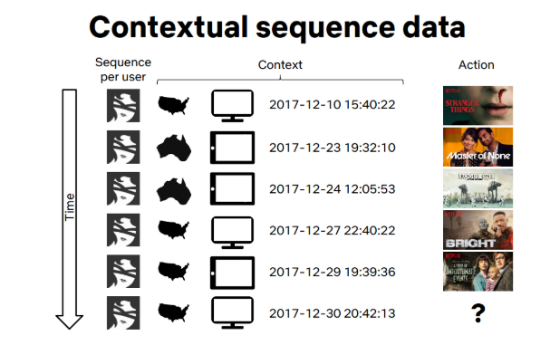 Contextual sequence data
Sequence
per user
Context
Action
Time
2017-12-10 15:40:22
STRANGER
THINGS
2017-12-23 19:32:10
Master of None
2017-12-24 12:05:53
2017-12-27 22:40:22
BRIGHT
2017-12-29 19:39:36
2017-12-30 20:42:13
?